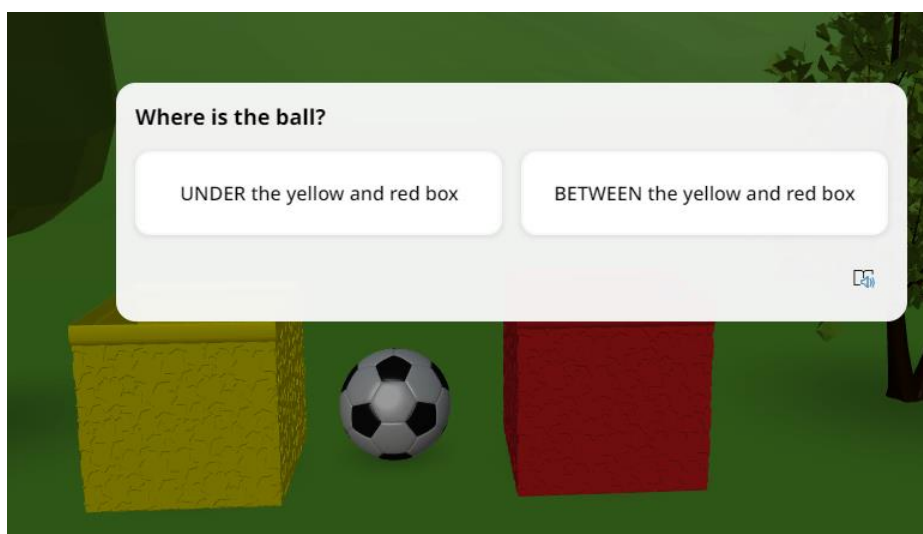 Where is the ball?
UNDER the yellow and red box
BETWEEN the yellow and red box